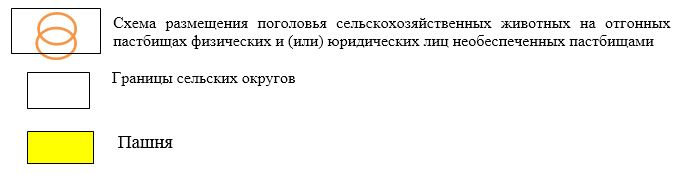 Схема размещения поголовья сельскохозяйственных животных на отгонных
пастбищах физических и (или) юридических лиц необеспеченных пастбищами
Границы сельских округов
Пашня